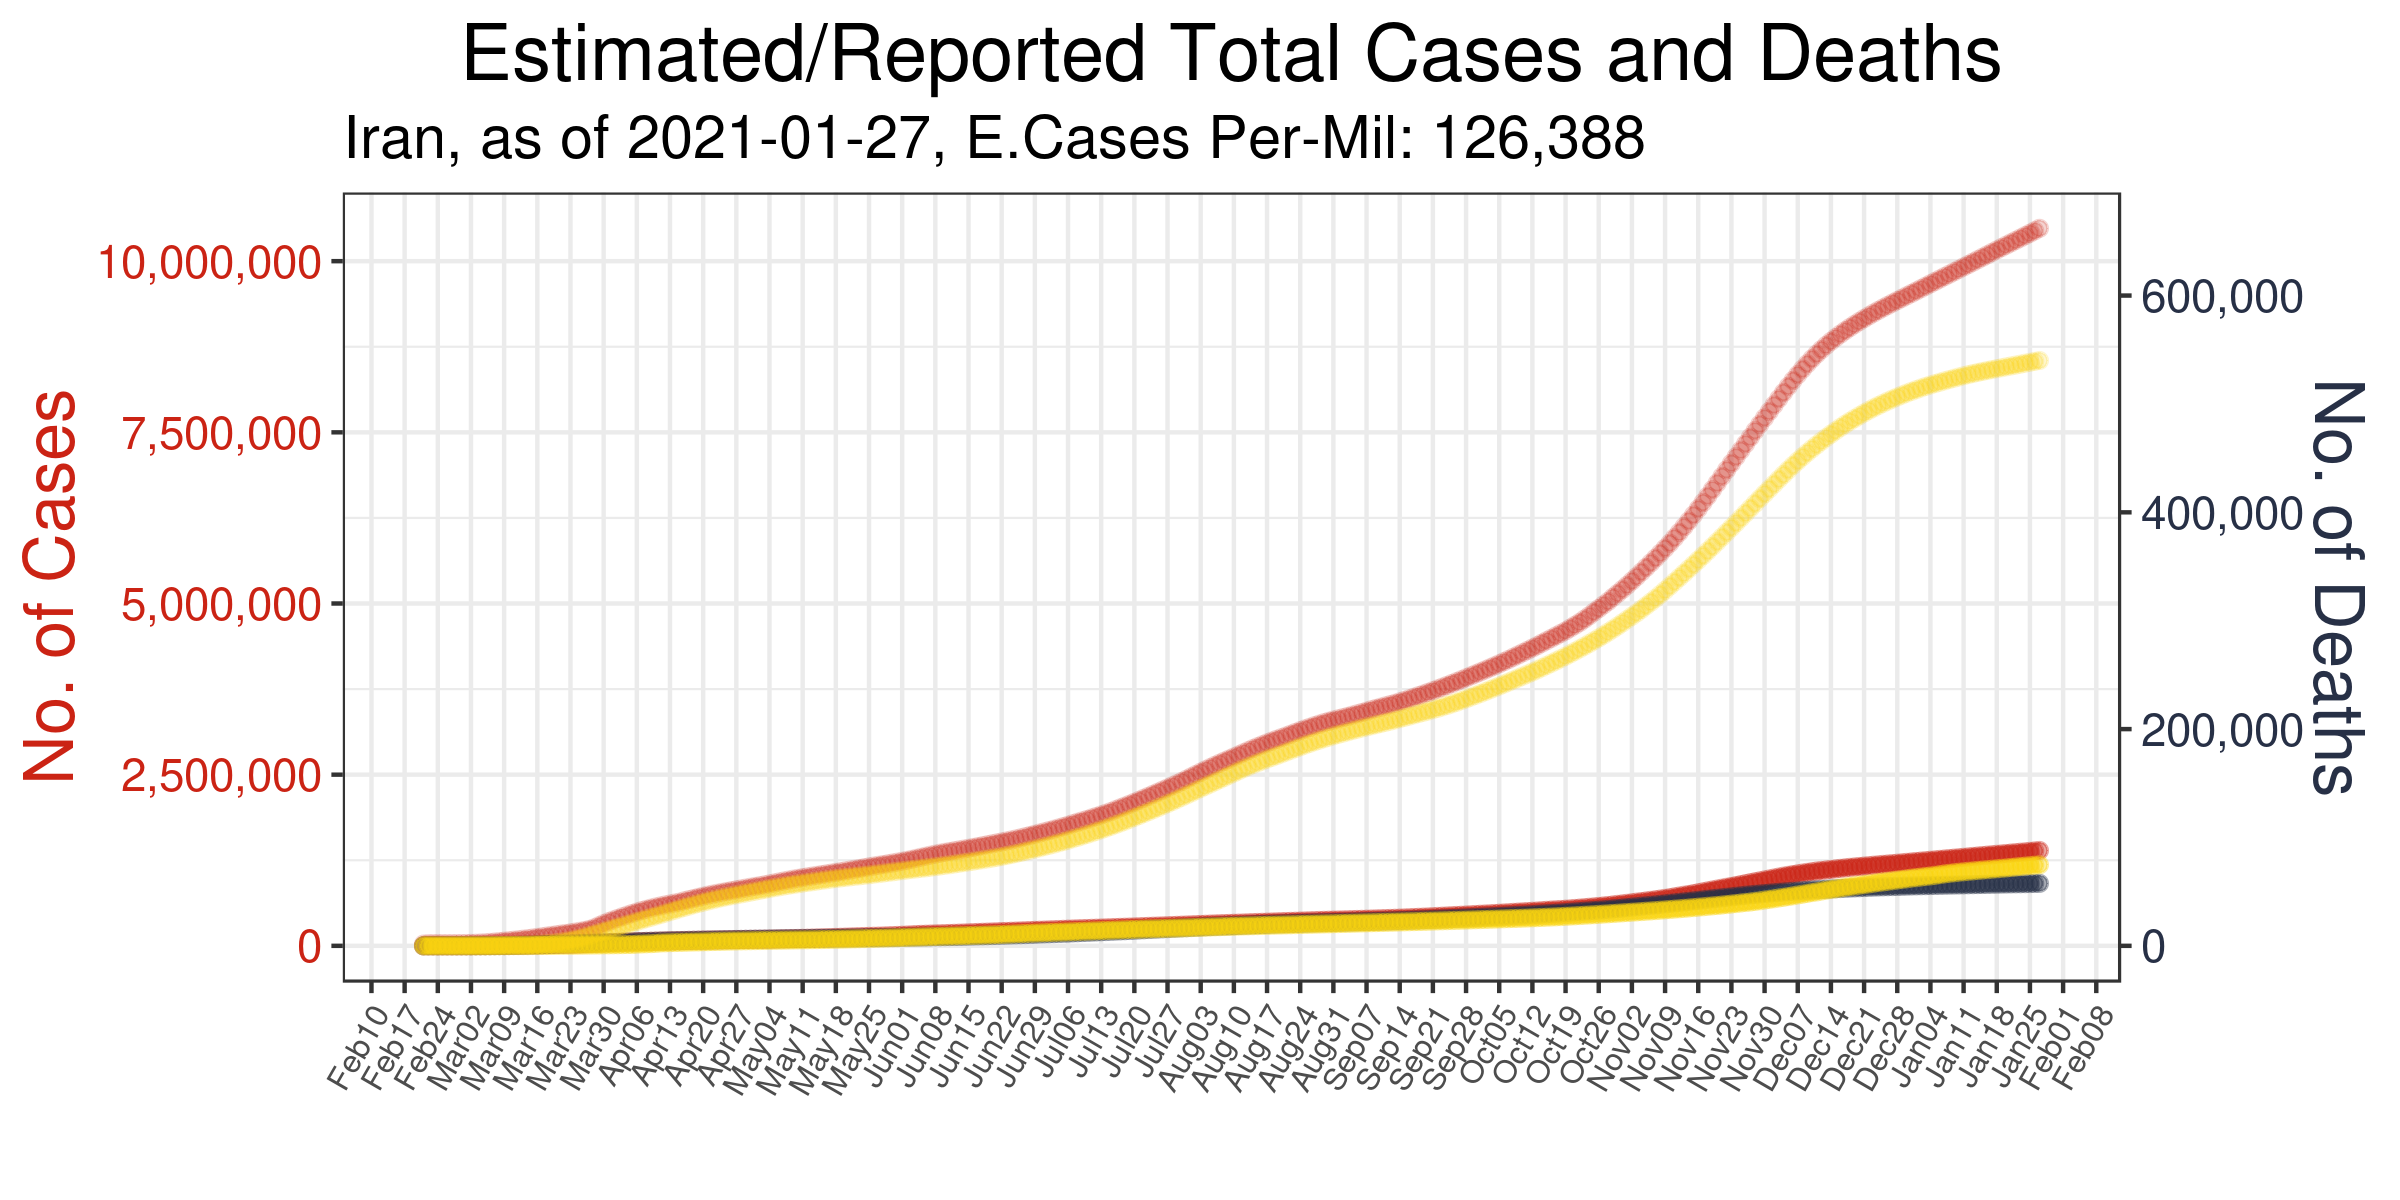 Estimated/Reported Total Cases and Deaths
Iran, as of 2021-01-27, E.Cases Per-Mil: 126,388
No. of Cases
10,000,000
7,500,000
5,000,000
2,500,000
0
600,000
400,000
200,000
0
No. of Deaths
Feb10
Feb17
Feb24
Mar02
Mar09
Mar16
Mar23
Mar30
Apr06
Apr13
Apr20
Apr27
May04
May11
May18
May25
Jun01
Jun08
Jun15
Jun22
Jun29
Jul06
Jul13
Jul20
Jul27
Aug03
Aug10
Aug17
Aug24
Aug31
Sep07
Sep14
Sep21
Sep28
Oct05
Oct12
Oct19
Oct26
Nov02
Nov09
Nov16
Nov23
Nov30
Dec07
Dec14
Dec21
Dec28
Jan04
Jan11
Jan18
Jan25
Feb01
Feb08